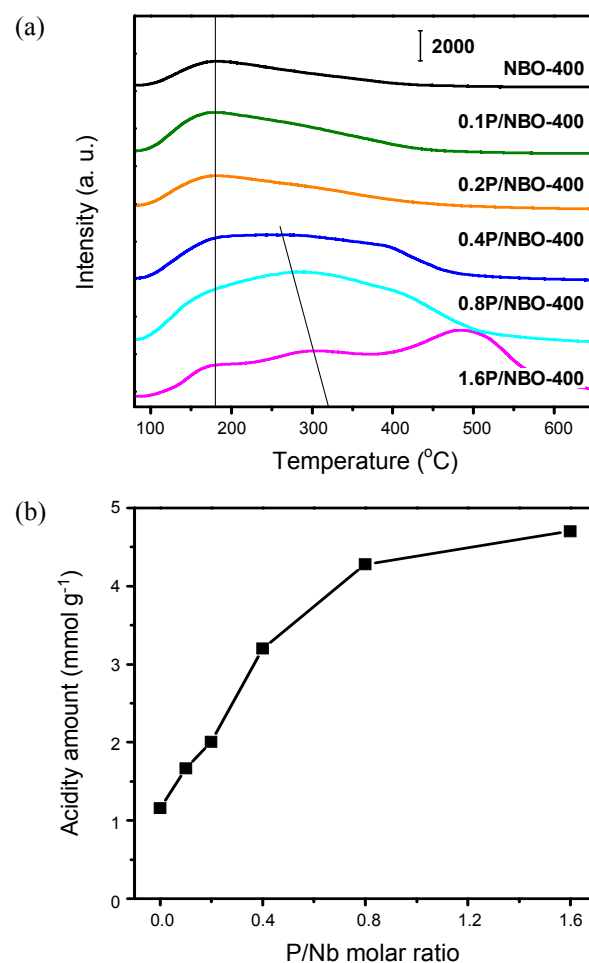 (a)
2000
NBO-400
0.1P/NBO-400
0.2P/NBO-400
0.4P/NBO-400
0.8P/NBO-400
1.6P/NBO-400
Intensity (a. u.)
100 200 300 400 500 600
Temperature (°C)
(b)
5
4
3
2
1
0
Acidity amount (mmol g⁻¹)
0.0 0.4 0.8 1.2 1.6
P/Nb molar ratio